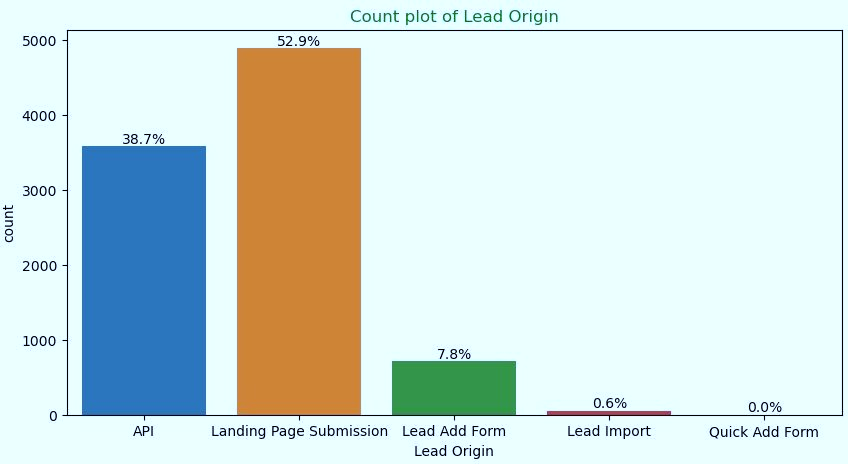 Count plot of Lead Origin
5000
4000
3000
2000
1000
0
count
38.7%
52.9%
7.8%
0.6%
0.0%
API
Landing Page Submission
Lead Add Form
Lead Import
Quick Add Form
Lead Origin